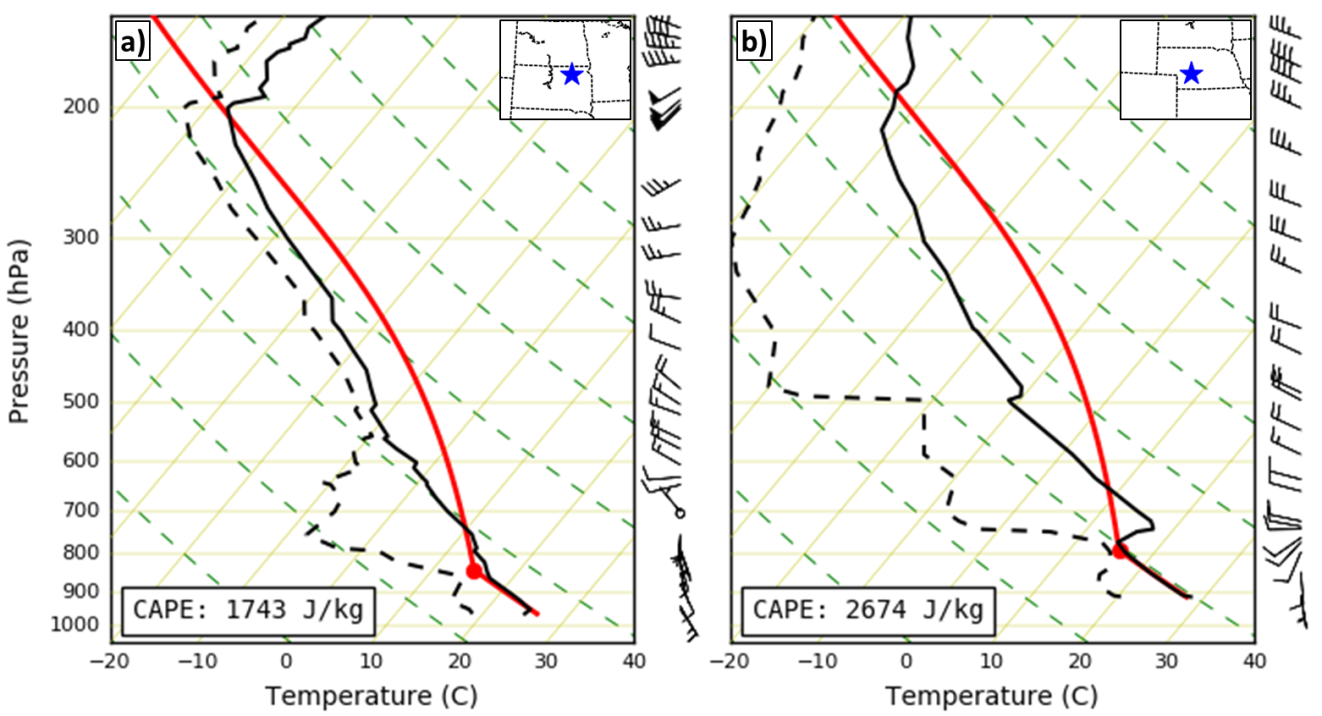 a)
b)
Pressure (hPa)
200
300
400
500
600
700
800
900
1000
CAPE: 1743 J/kg
CAPE: 2674 J/kg
−20 −10 0 10 20 30 40
−20 −10 0 10 20 30 40
Temperature (C)
Temperature (C)